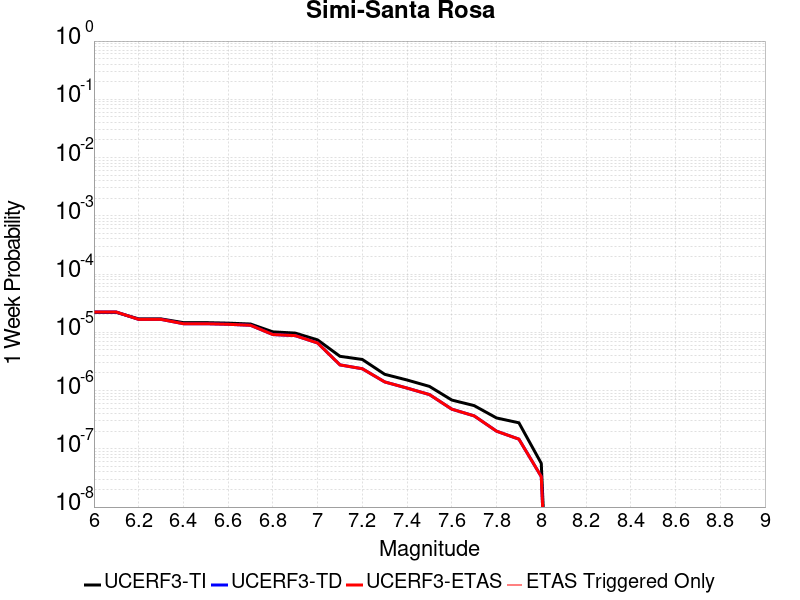 Simi-Santa Rosa
10^0
10^-1
10^-2
10^-3
10^-4
10^-5
10^-6
10^-7
10^-8
1 Week Probability
6 6.2 6.4 6.6 6.8 7 7.2 7.4 7.6 7.8 8 8.2 8.4 8.6 8.8 9
Magnitude
UCERF3-TI UCERF3-TD UCERF3-ETAS ETAS Triggered Only